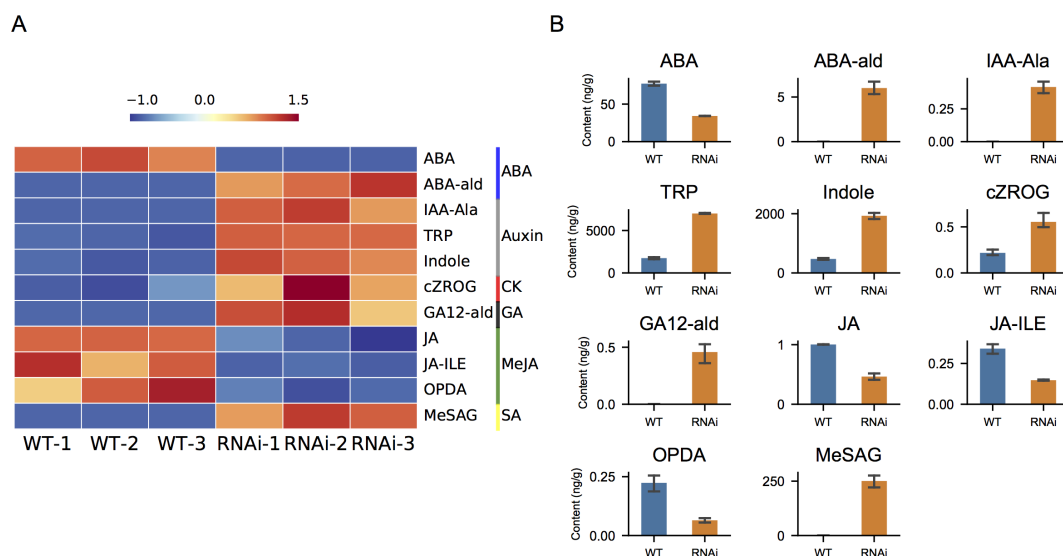 A
−1.0 0.0 1.5
ABA
ABA-ald
IAA-Ala
TRP
Indole
cZROG
GA12-ald
JA
JA-ILE
OPDA
MeSAG
ABA
Auxin
CK
GA
MeJA
SA
WT-1 WT-2 WT-3 RNAi-1 RNAi-2 RNAi-3
B
ABA
Content (ng/g)
50
0
WT RNAi
ABA-ald
5
0
WT RNAi
IAA-Ala
0.25
0.00
WT RNAi
TRP
Content (ng/g)
5000
0
WT RNAi
Indole
2000
0
WT RNAi
cZROG
0.5
0.0
WT RNAi
GA12-ald
Content (ng/g)
0.5
0.0
WT RNAi
JA
1
0
WT RNAi
JA-ILE
0.25
0.00
WT RNAi
OPDA
Content (ng/g)
0.25
0.00
WT RNAi
MeSAG
250
0
WT RNAi